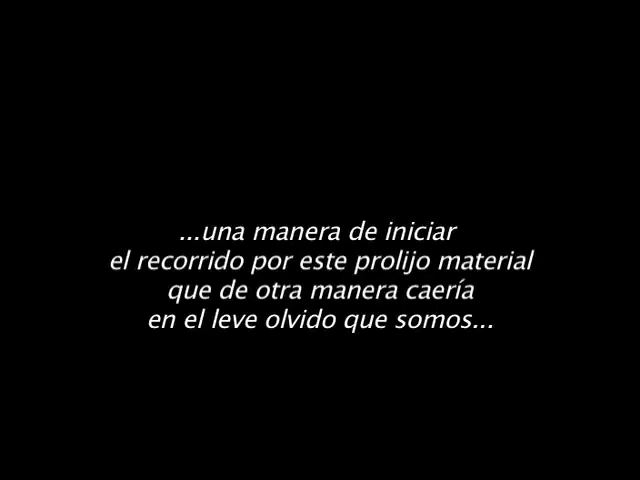 ...una manera de iniciar
el recorrido por este prolijo material
que de otra manera caería
en el leve olvido que somos...